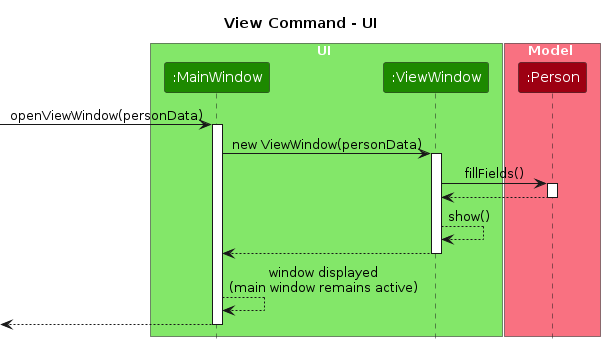 View Command - UI
UI
Model
:MainWindow
:ViewWindow
:Person
openViewWindow(personData)
new ViewWindow(personData)
fillFields()
show()
window displayed
(main window remains active)